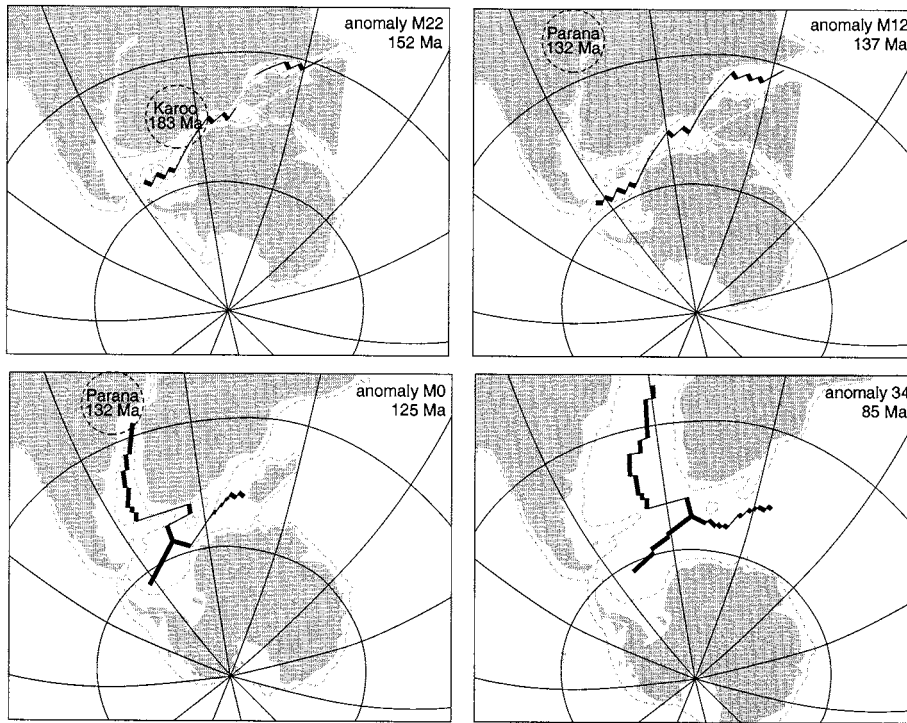 anomaly M22
152 Ma
Karoo
183 Ma
anomaly M12
137 Ma
Parana
132 Ma
anomaly M0
125 Ma
Parana
132 Ma
anomaly 34
85 Ma